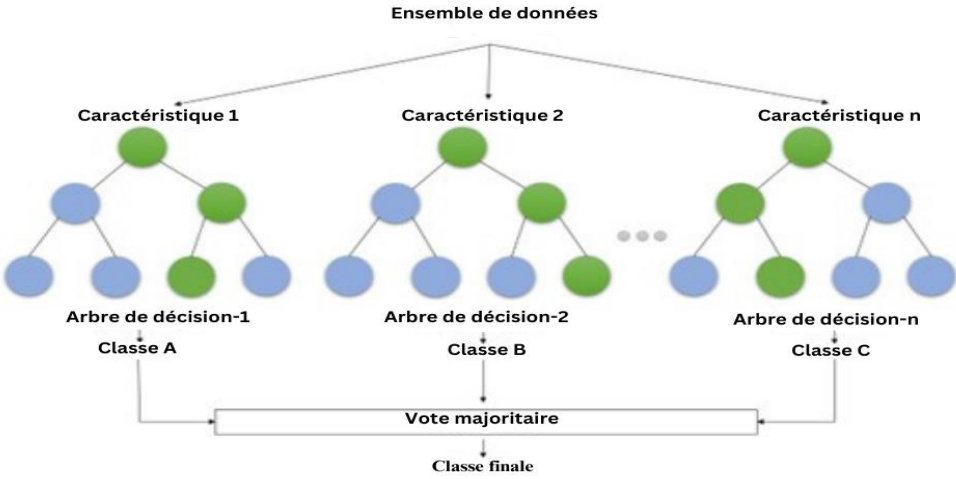 Ensemble de données
Caractéristique 1
Caractéristique 2
Caractéristique n
Arbre de décision-1
Arbre de décision-2
Arbre de décision-n
Classe A
Classe B
Classe C
Vote majoritaire
Classe finale